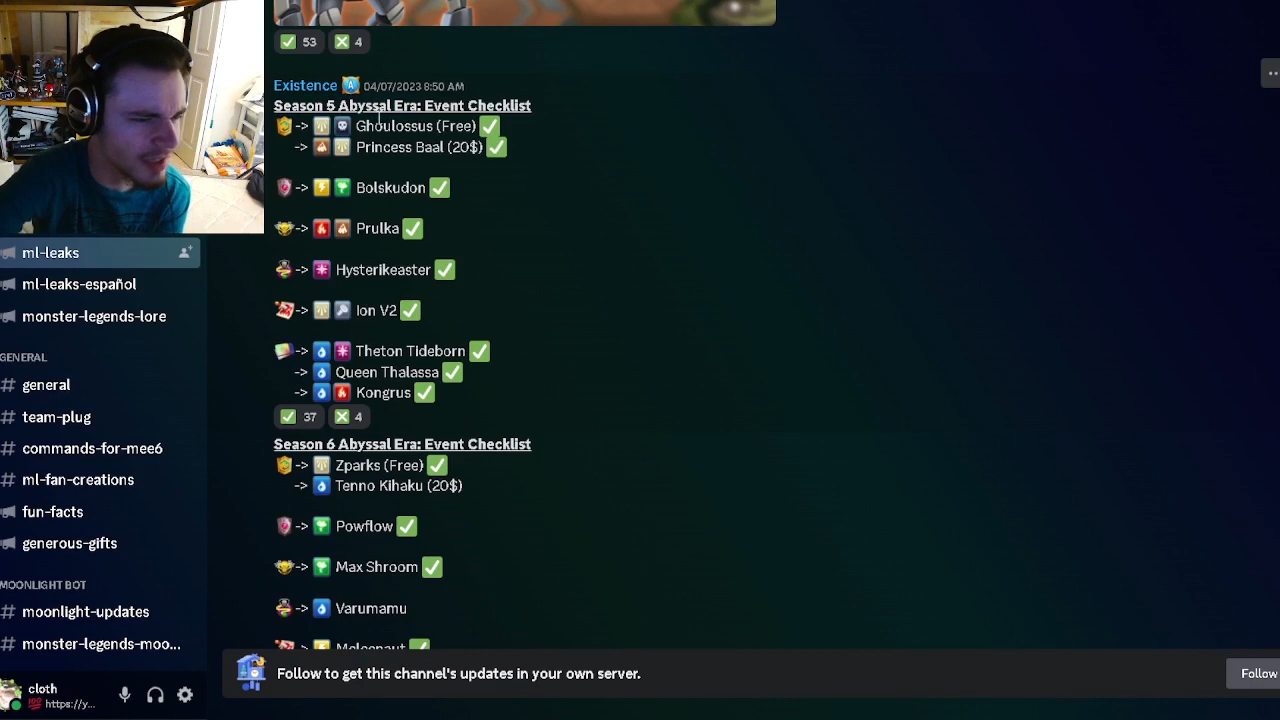 53 4
Existence 04/07/2023 8:50 AM
Season 5 Abyssal Era: Event Checklist
-> Ghoulossus (Free)
-> Princess Baal (20$)
-> Bolskudon
-> Prulka
-> Hysterikeaster
-> Ion V2
-> Theton Tideborn
-> Queen Thalassa
-> Kongrus
37 4
Season 6 Abyssal Era: Event Checklist
-> Zparks (Free)
-> Tenno Kihaku (20$)
-> Powflow
-> Max Shroom
-> Varumamu
->
ml-leaks
ml-leaks-español
monster-legends-lore
GENERAL
# general
# team-plug
# commands-for-mee6
# ml-fan-creations
fun-facts
generous-gifts
MOONLIGHT BOT
# moonlight-updates
# monster-legends-moo...
cloth
💯 https://y...
Follow to get this channel's updates in your own server.
Follow